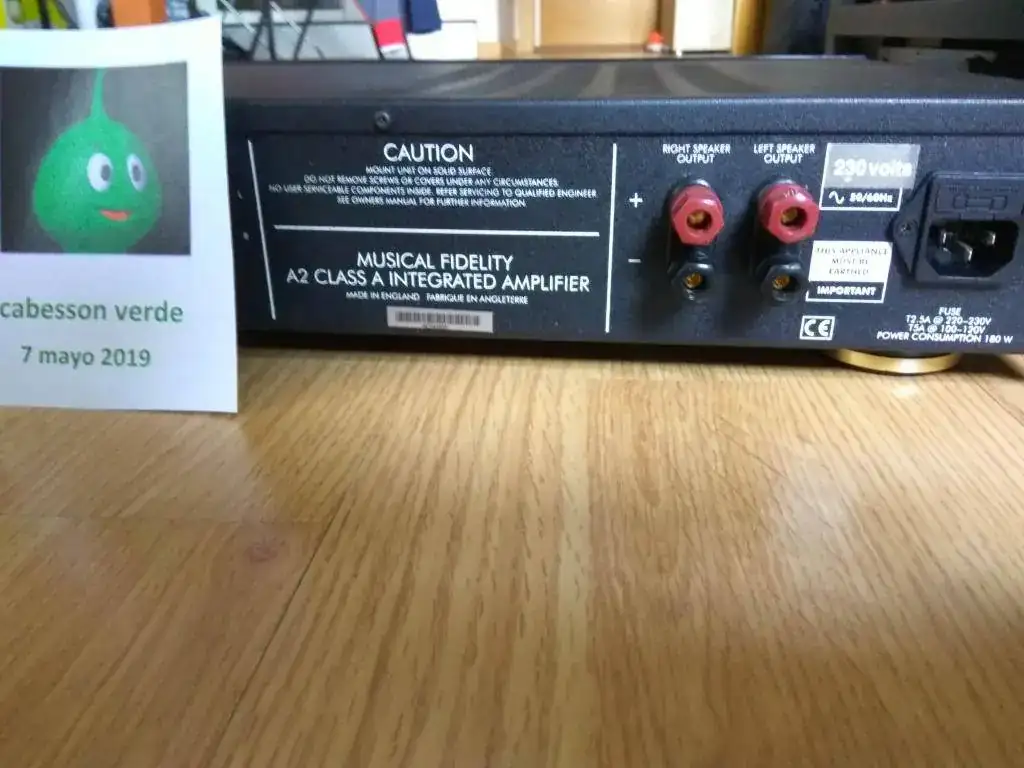 cabesson verde
7 mayo 2019
CAUTION
MOUNT UNIT ON SOLID SURFACE.
DO NOT REMOVE SCREWS OR COVERS UNDER ANY CIRCUMSTANCES.
NO USER SERVICEABLE COMPONENTS INSIDE. REFER SERVICING TO QUALIFIED ENGINEER
SEE OWNERS MANUAL FOR FURTHER INFORMATION.
MUSICAL FIDELITY
A2 CLASS A INTEGRATED AMPLIFIER
MADE IN ENGLAND FABRIQUE EN ANGLETERRE
RIGHT SPEAKER
OUTPUT
LEFT SPEAKER
OUTPUT
+
–
230 volts
50/60Hz
THIS APPLIANCE
MUST BE
EARTHED
IMPORTANT
CE
FUSE
T2.5A @ 220–230V
T5A @ 100–120V
POWER CONSUMPTION 180 W